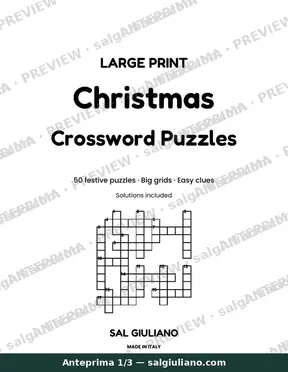 LARGE PRINT
Christmas
Crossword Puzzles
50 festive puzzles · Big grids · Easy clues
Solutions included
SAL GIULIANO
MADE IN ITALY
Anteprima 1/3 — salgiuliano.com